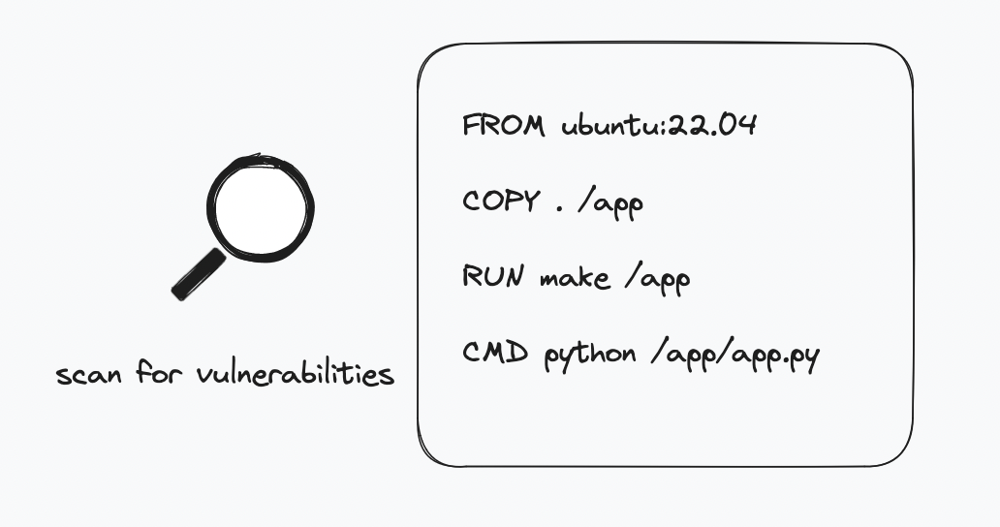 scan for vulnerabilities
FROM ubuntu:22.04
COPY . /app
RUN make /app
CMD python /app/app.py